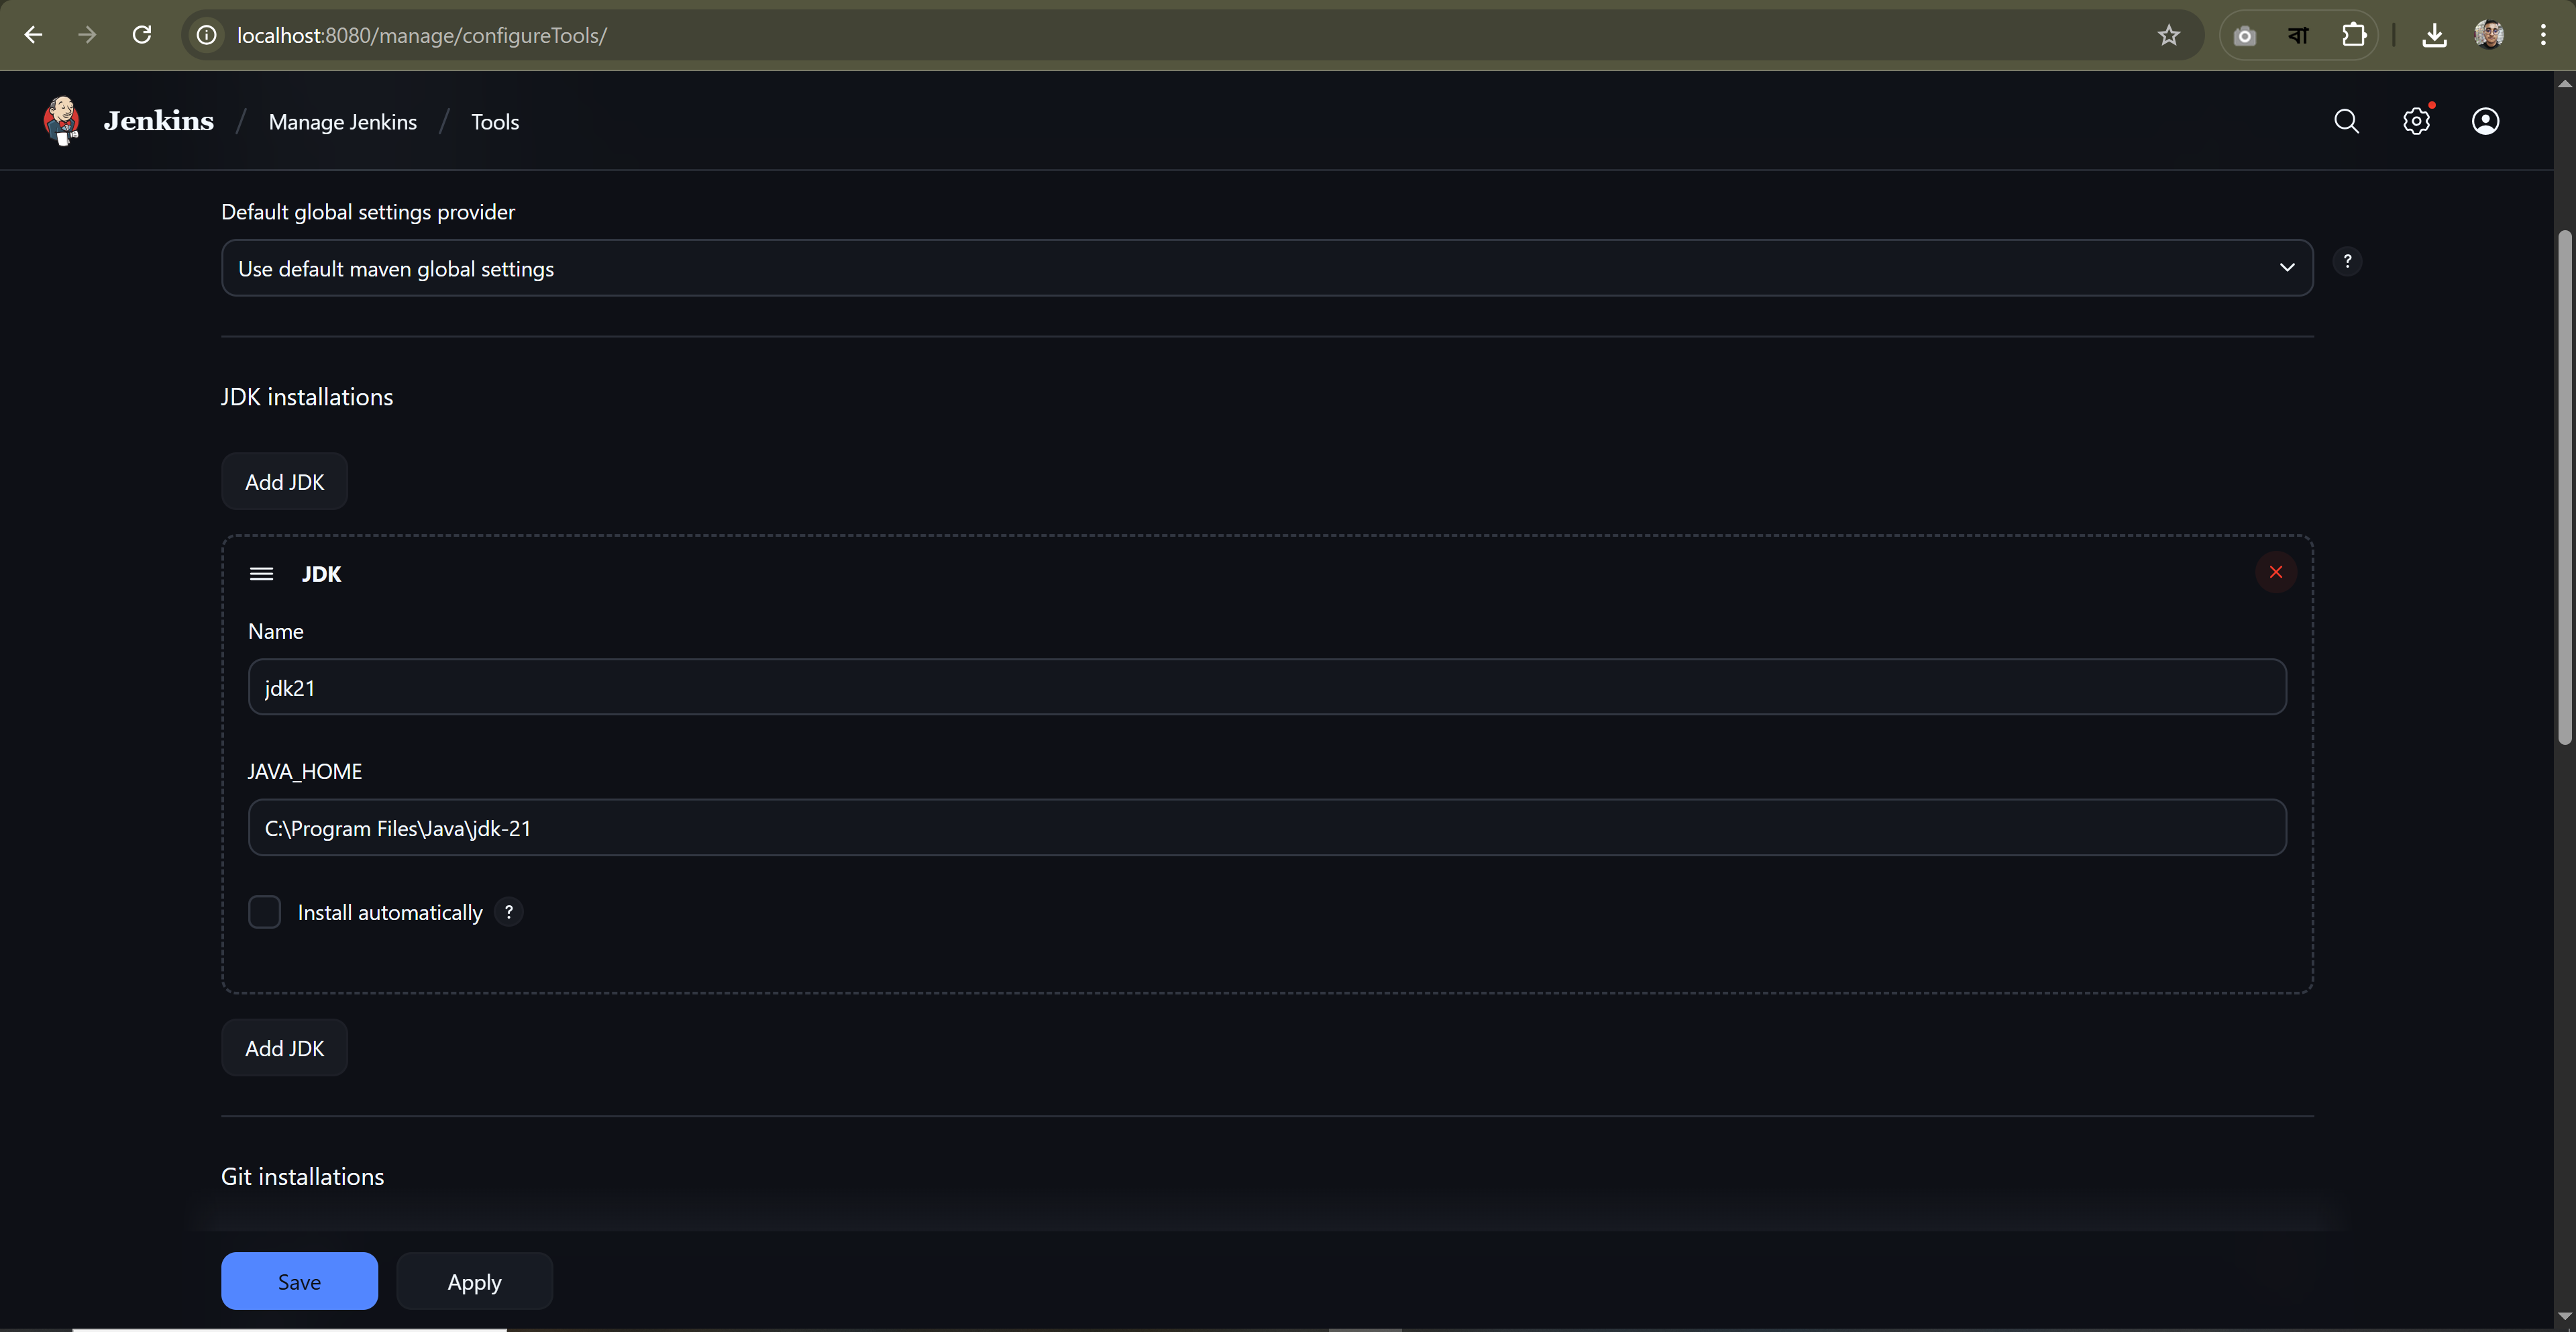 localhost:8080/manage/configureTools/
বা
Jenkins / Manage Jenkins / Tools
Default global settings provider
Use default maven global settings
?
JDK installations
Add JDK
JDK
Name
jdk21
JAVA_HOME
C:\Program Files\Java\jdk-21
Install automatically ?
Add JDK
Git installations
Save Apply